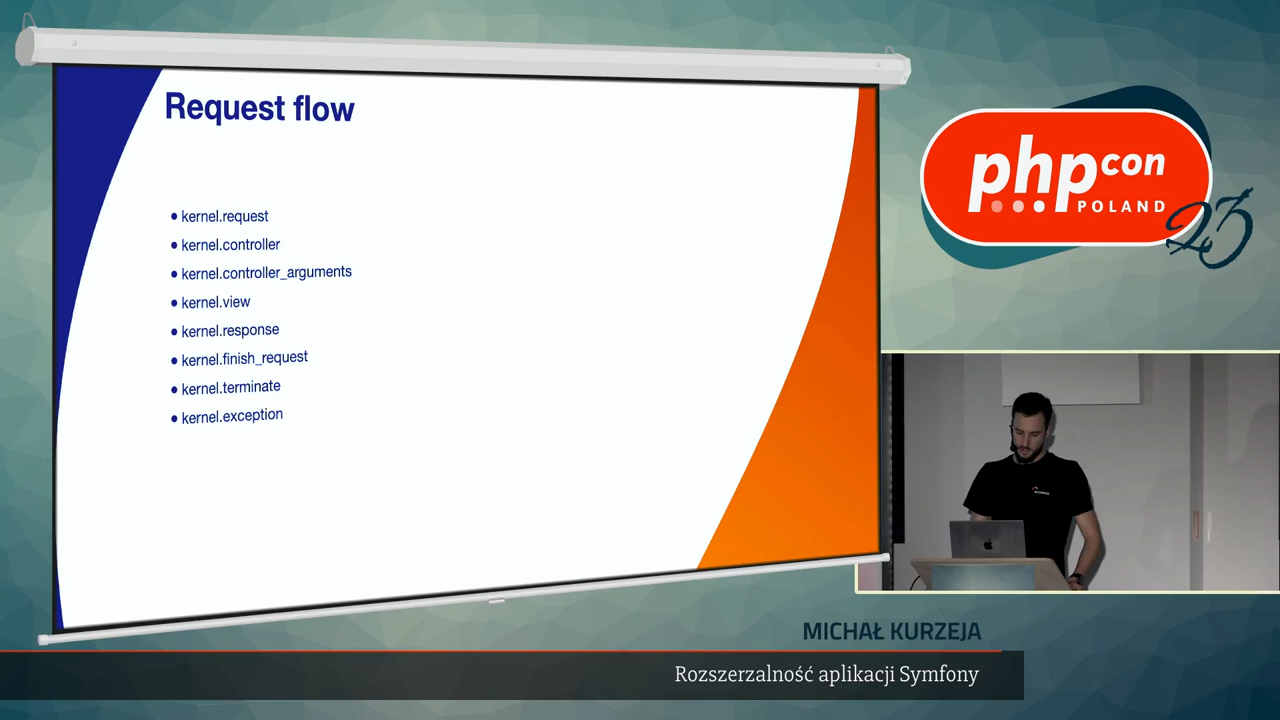 Request flow
• kernel.request
• kernel.controller
• kernel.controller_arguments
• kernel.view
• kernel.response
• kernel.finish_request
• kernel.terminate
• kernel.exception
phpcon
POLAND
23
MICHAŁ KURZEJA
Rozszerzalność aplikacji Symfony